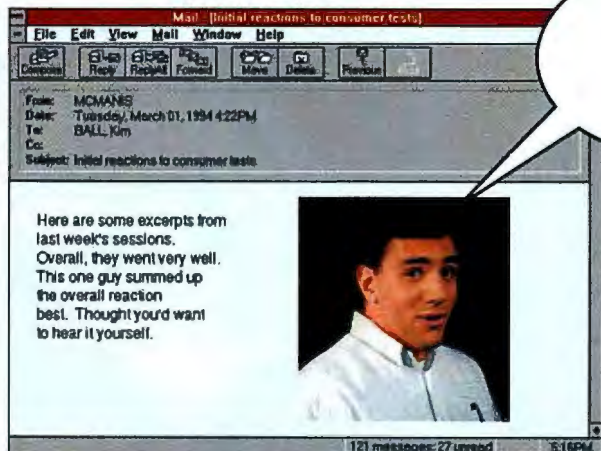 Mail - [Initial reactions to consumer tests]
File Edit View Mail Window Help
Compose Reply ReplyAll Forward Move Delete Previous
From: MCMANIS
Date: Tuesday, March 01, 1994 4:22PM
To: BALL, Kim
Cc:
Subject: Initial reactions to consumer tests
Here are some excerpts from
last week's sessions.
Overall, they went very well.
This one guy summed up
the overall reaction
best. Thought you'd want
to hear it yourself.
121 messages; 27 unread 5:16PM